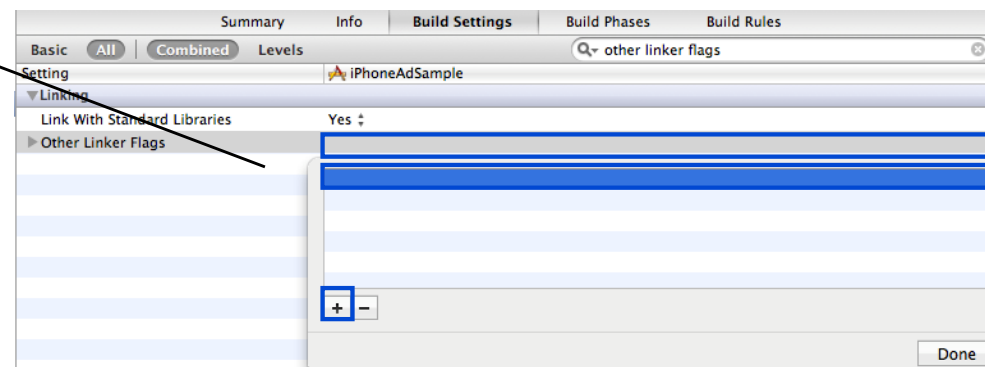 Summary Info Build Settings Build Phases Build Rules
Basic All Combined Levels other linker flags
Setting iPhoneAdSample
Linking
Link With Standard Libraries Yes
Other Linker Flags
+ −
Done